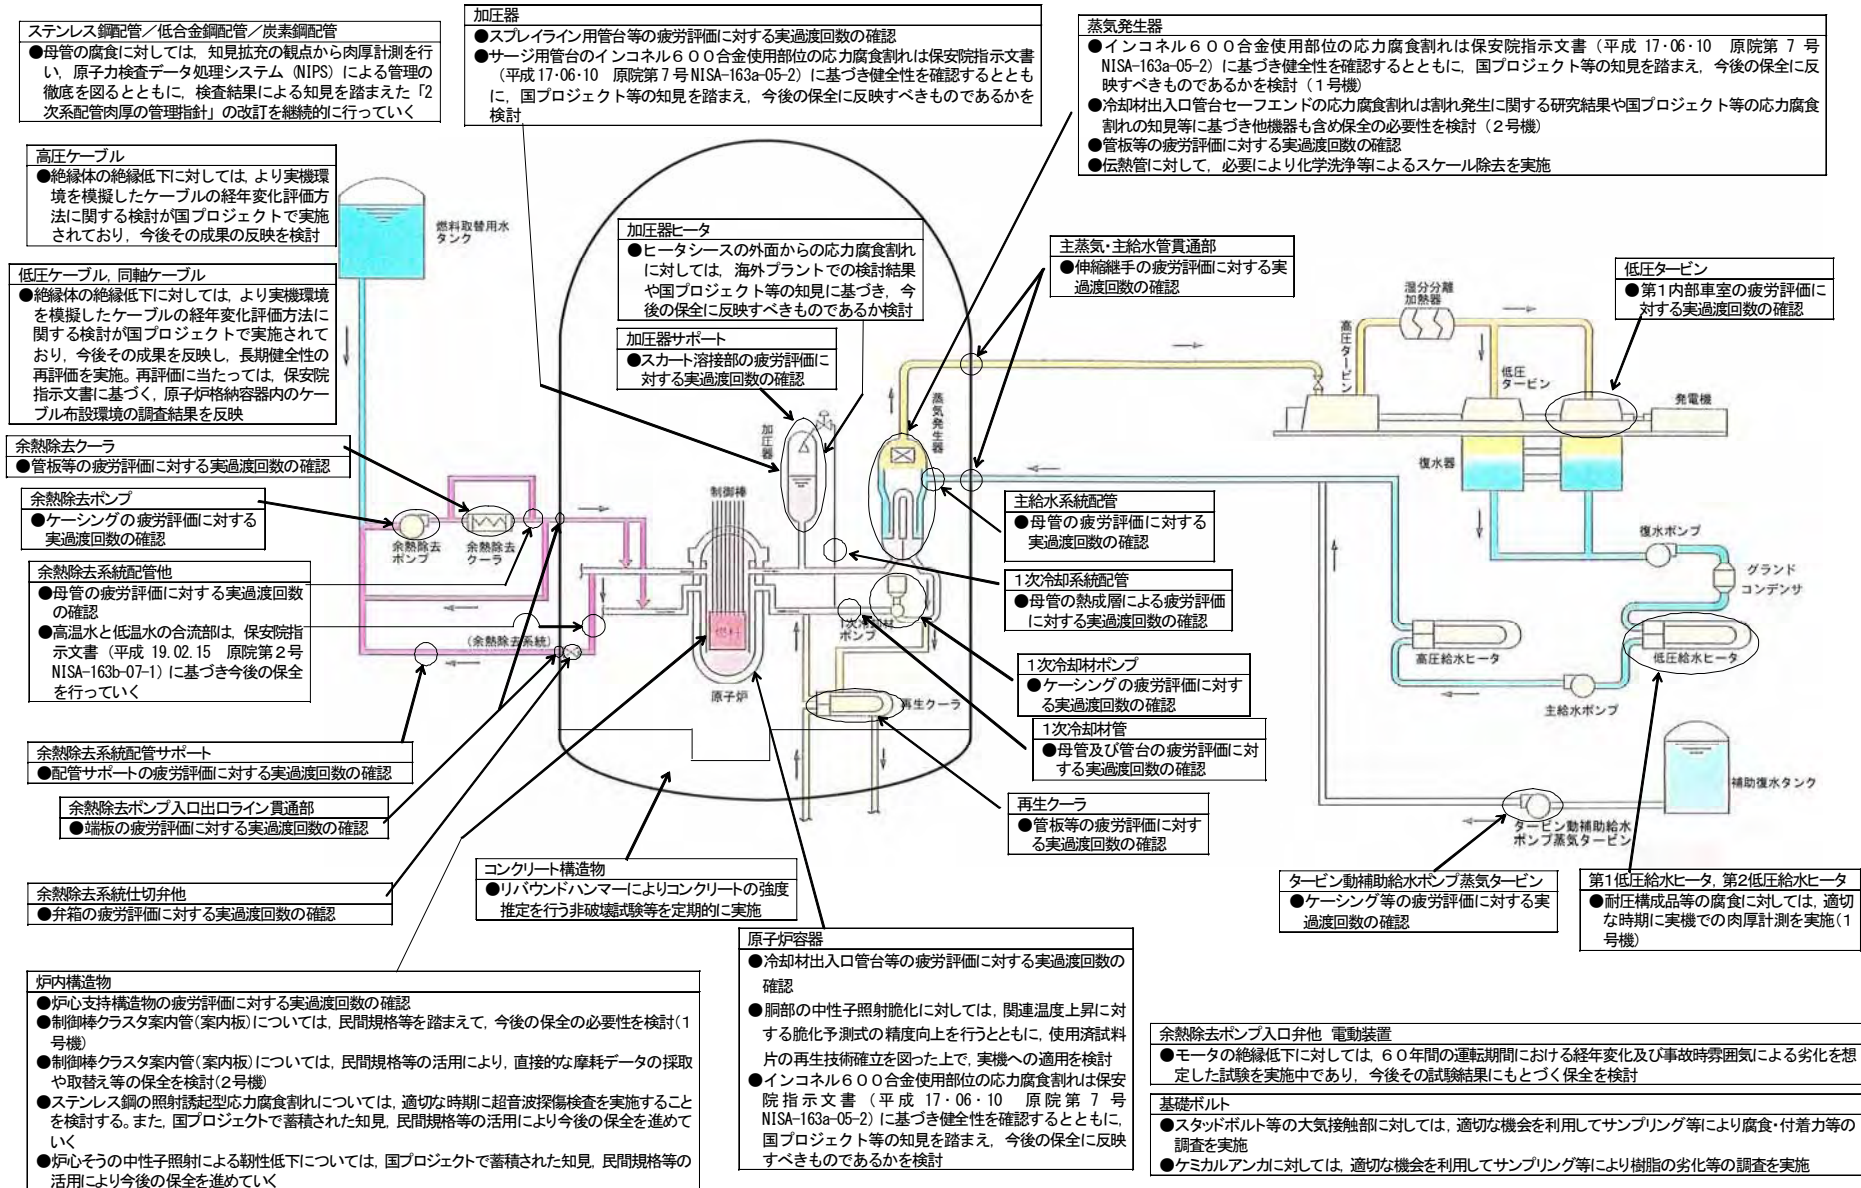 ステンレス鋼配管／低合金鋼配管／炭素鋼配管
●母管の腐食に対しては，知見拡充の観点から肉厚計測を行
い，原子力検査データ処理システム（NIPS）による管理の
徹底を図るとともに，検査結果による知見を踏まえた「2
次系配管肉厚の管理指針」の改訂を継続的に行っていく
加圧器
●スプレイライン用管台等の疲労評価に対する実過渡回数の確認
●サージ用管台のインコネル６００合金使用部位の応力腐食割れは保安院指示文書
（平成 17･06･10　原院第 7 号 NISA-163a-05-2）に基づき健全性を確認するととも
に，国プロジェクト等の知見を踏まえ，今後の保全に反映すべきものであるかを
検討
蒸気発生器
●インコネル６００合金使用部位の応力腐食割れは保安院指示文書（平成 17･06･10　原院第 7 号
NISA-163a-05-2）に基づき健全性を確認するとともに，国プロジェクト等の知見を踏まえ，今後の保全に反
映すべきものであるかを検討（１号機）
●冷却材出入口管台セーフエンドの応力腐食割れは割れ発生に関する研究結果や国プロジェクト等の応力腐食
割れの知見等に基づき他機器も含め保全の必要性を検討（２号機）
●管板等の疲労評価に対する実過渡回数の確認
●伝熱管に対して，必要により化学洗浄等によるスケール除去を実施
高圧ケーブル
●絶縁体の絶縁低下に対しては，より実機環
境を模擬したケーブルの経年変化評価方
法に関する検討が国プロジェクトで実施
されており，今後その成果の反映を検討
燃料取替用水
タンク
低圧ケーブル，同軸ケーブル
●絶縁体の絶縁低下に対しては，より実機環境
を模擬したケーブルの経年変化評価方法に
関する検討が国プロジェクトで実施されて
おり，今後その成果を反映し，長期健全性の
再評価を実施。再評価に当たっては，保安院
指示文書に基づく，原子炉格納容器内のケー
ブル布設環境の調査結果を反映
加圧器ヒータ
●ヒータシースの外面からの応力腐食割れ
に対しては，海外プラントでの検討結果
や国プロジェクト等の知見に基づき，今
後の保全に反映すべきものであるか検討
加圧器サポート
●スカート溶接部の疲労評価に
対する実過渡回数の確認
主蒸気・主給水管貫通部
●伸縮継手の疲労評価に対する実
過渡回数の確認
低圧タービン
●第１内部車室の疲労評価に
対する実過渡回数の確認
湿分分離
加熱器
高圧タービン
低圧
タービン
発電機
復水器
加圧器
蒸気発生器
制御棒
余熱除去クーラ
●管板等の疲労評価に対する実過渡回数の確認
余熱除去ポンプ
●ケーシングの疲労評価に対する
実過渡回数の確認
余熱除去
ポンプ
余熱除去
クーラ
主給水系統配管
●母管の疲労評価に対する
実過渡回数の確認
復水ポンプ
グランド
コンデンサ
余熱除去系統配管他
●母管の疲労評価に対する実過渡回数
の確認
●高温水と低温水の合流部は，保安院指
示文書（平成 19.02.15　原院第２号
NISA-163b-07-1）に基づき今後の保全
を行っていく
１次冷却系統配管
●母管の熱成層による疲労評価
に対する実過渡回数の確認
（余熱除去系統）
燃料
1次冷却材
ポンプ
原子炉
再生クーラ
高圧給水ヒータ
低圧給水ヒータ
主給水ポンプ
１次冷却材ポンプ
●ケーシングの疲労評価に対す
る実過渡回数の確認
１次冷却材管
●母管及び管台の疲労評価に対
する実過渡回数の確認
余熱除去系統配管サポート
●配管サポートの疲労評価に対する実過渡回数の確認
余熱除去ポンプ入口出口ライン貫通部
●端板の疲労評価に対する実過渡回数の確認
再生クーラ
●管板等の疲労評価に対す
る実過渡回数の確認
補助復水タンク
タービン動補助給水
ポンプ蒸気タービン
余熱除去系統仕切弁他
●弁箱の疲労評価に対する実過渡回数の確認
コンクリート構造物
●リバウンドハンマーによりコンクリートの強度
推定を行う非破壊試験等を定期的に実施
タービン動補助給水ポンプ蒸気タービン
●ケーシング等の疲労評価に対する実
過渡回数の確認
第1低圧給水ヒータ，第2低圧給水ヒータ
●耐圧構成品等の腐食に対しては，適切
な時期に実機での肉厚計測を実施（１
号機）
原子炉容器
●冷却材出入口管台等の疲労評価に対する実過渡回数の
確認
●胴部の中性子照射脆化に対しては，関連温度上昇に対
する脆化予測式の精度向上を行うとともに，使用済試料
片の再生技術確立を図った上で，実機への適用を検討
●インコネル６００合金使用部位の応力腐食割れは保安
院指示文書（平成 17･06･10　原院第 7 号
NISA-163a-05-2）に基づき健全性を確認するとともに，
国プロジェクト等の知見を踏まえ，今後の保全に反映
すべきものであるかを検討
炉内構造物
●炉心支持構造物の疲労評価に対する実過渡回数の確認
●制御棒クラスタ案内管（案内板）については，民間規格等を踏まえて，今後の保全の必要性を検討（１
号機）
●制御棒クラスタ案内管（案内板）については，民間規格等の活用により，直接的な摩耗データの採取
や取替え等の保全を検討（２号機）
●ステンレス鋼の照射誘起型応力腐食割れについては，適切な時期に超音波探傷検査を実施すること
を検討する。また，国プロジェクトで蓄積された知見，民間規格等の活用により今後の保全を進めて
いく
●炉心そうの中性子照射による靭性低下については，国プロジェクトで蓄積された知見，民間規格等の
活用により今後の保全を進めていく
余熱除去ポンプ入口弁他　電動装置
●モータの絶縁低下に対しては，６０年間の運転期間における経年変化及び事故時雰囲気による劣化を想
定した試験を実施中であり，今後その試験結果にもとづく保全を検討
基礎ボルト
●スタッドボルト等の大気接触部に対しては，適切な機会を利用してサンプリング等により腐食・付着力等の
調査を実施
●ケミカルアンカに対しては，適切な機会を利用してサンプリング等により樹脂の劣化等の調査を実施